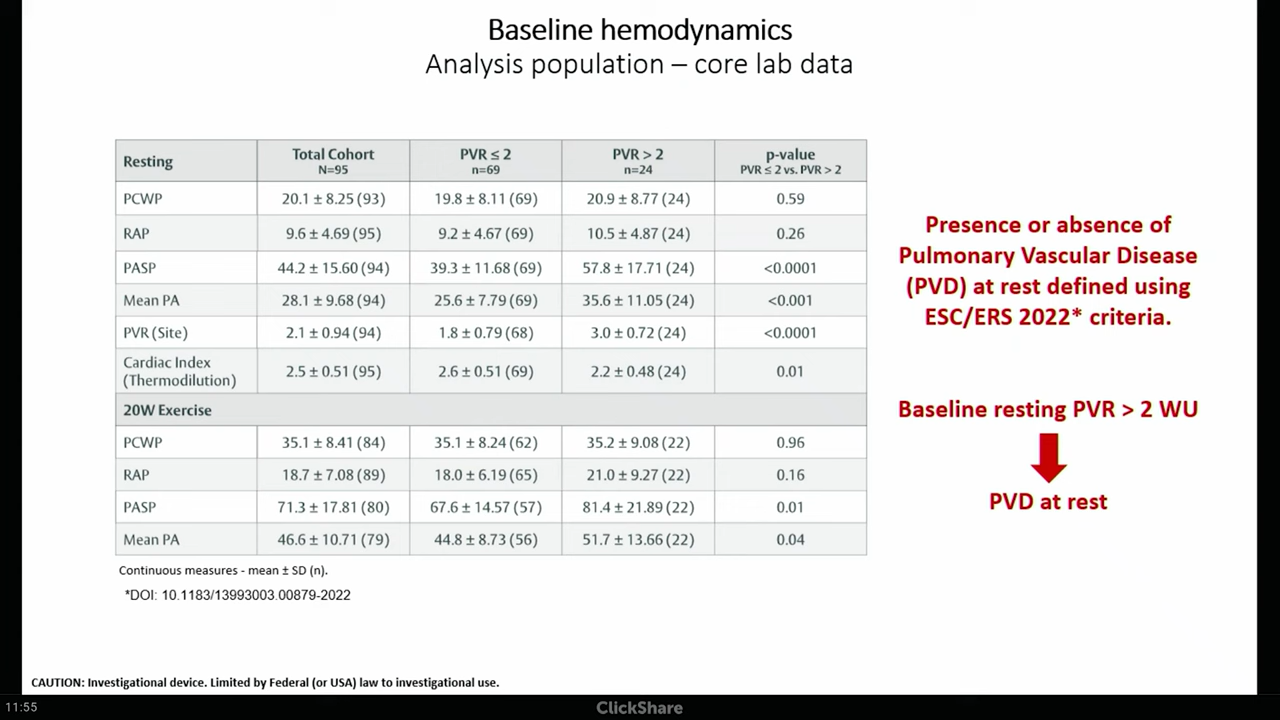 Baseline hemodynamics
Analysis population – core lab data
Resting Total Cohort N=95 PVR ≤ 2 n=69 PVR > 2 n=24 p-value PVR ≤ 2 vs. PVR > 2
PCWP 20.1 ± 8.25 (93) 19.8 ± 8.11 (69) 20.9 ± 8.77 (24) 0.59
RAP 9.6 ± 4.69 (95) 9.2 ± 4.67 (69) 10.5 ± 4.87 (24) 0.26
PASP 44.2 ± 15.60 (94) 39.3 ± 11.68 (69) 57.8 ± 17.71 (24) <0.0001
Mean PA 28.1 ± 9.68 (94) 25.6 ± 7.79 (69) 35.6 ± 11.05 (24) <0.001
PVR (Site) 2.1 ± 0.94 (94) 1.8 ± 0.79 (68) 3.0 ± 0.72 (24) <0.0001
Cardiac Index (Thermodilution) 2.5 ± 0.51 (95) 2.6 ± 0.51 (69) 2.2 ± 0.48 (24) 0.01
20W Exercise
PCWP 35.1 ± 8.41 (84) 35.1 ± 8.24 (62) 35.2 ± 9.08 (22) 0.96
RAP 18.7 ± 7.08 (89) 18.0 ± 6.19 (65) 21.0 ± 9.27 (22) 0.16
PASP 71.3 ± 17.81 (80) 67.6 ± 14.57 (57) 81.4 ± 21.89 (22) 0.01
Mean PA 46.6 ± 10.71 (79) 44.8 ± 8.73 (56) 51.7 ± 13.66 (22) 0.04
Continuous measures - mean ± SD (n).
*DOI: 10.1183/13993003.00879-2022
Presence or absence of
Pulmonary Vascular Disease
(PVD) at rest defined using
ESC/ERS 2022* criteria.
Baseline resting PVR > 2 WU
PVD at rest
CAUTION: Investigational device. Limited by Federal (or USA) law to investigational use.
11:55
ClickShare